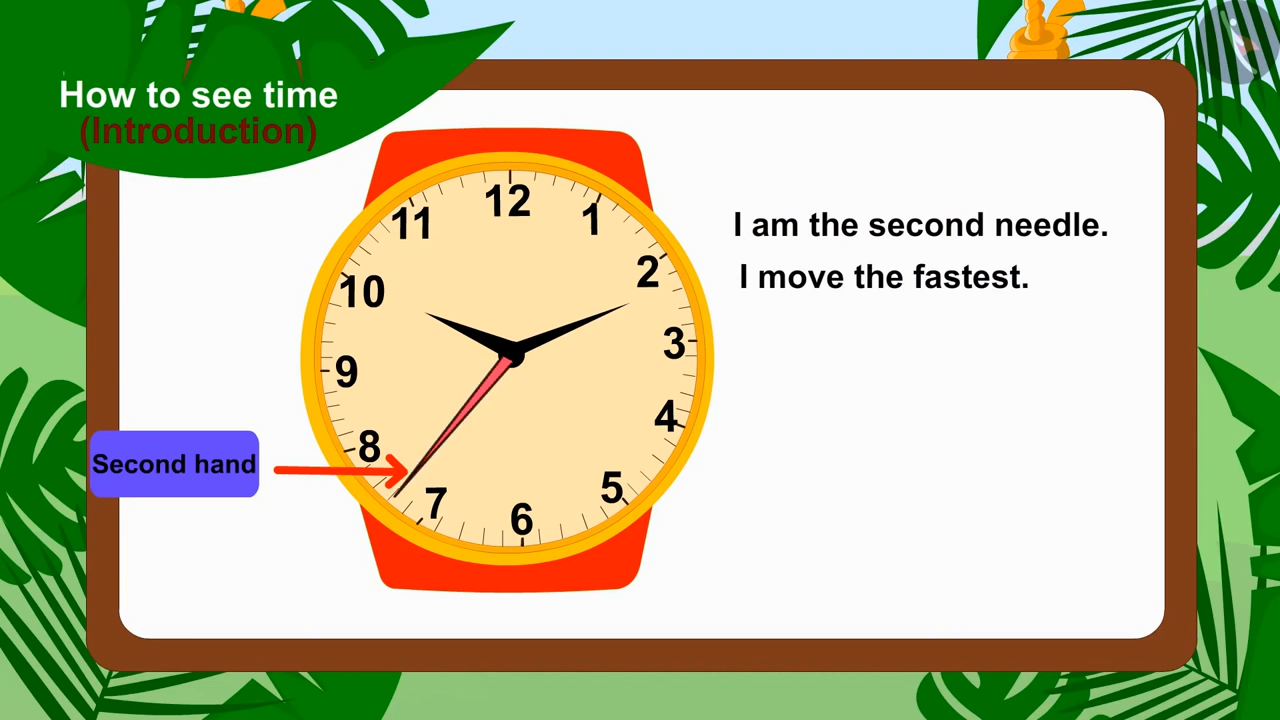 How to see time
(Introduction)
I am the second needle.
I move the fastest.
12
1
2
3
4
5
6
7
8
9
10
11
Second hand